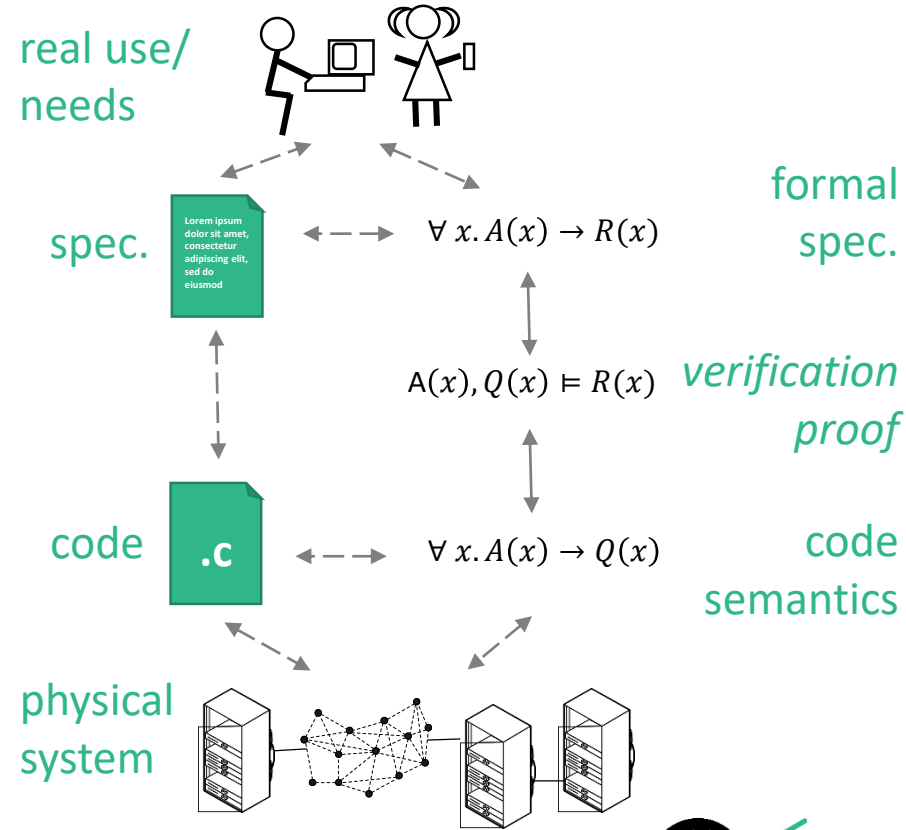 real use/
needs
formal
spec.
spec.
Lorem ipsum
dolor sit amet,
consectetur
adipiscing elit,
sed do
eiusmod
∀ x. A(x) → R(x)
A(x), Q(x) ⊨ R(x)
verification
proof
code
.c
∀ x. A(x) → Q(x)
code
semantics
physical
system